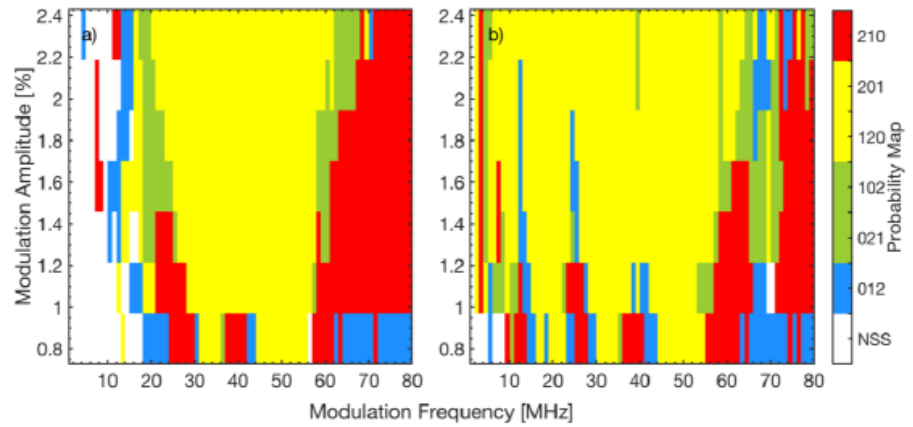 a)
b)
2.4
2.2
2
1.8
1.6
1.4
1.2
1
0.8
Modulation Amplitude [%]
10 20 30 40 50 60 70 80
10 20 30 40 50 60 70 80
Modulation Frequency [MHz]
210
201
120
102
021
012
NSS
Probability Map